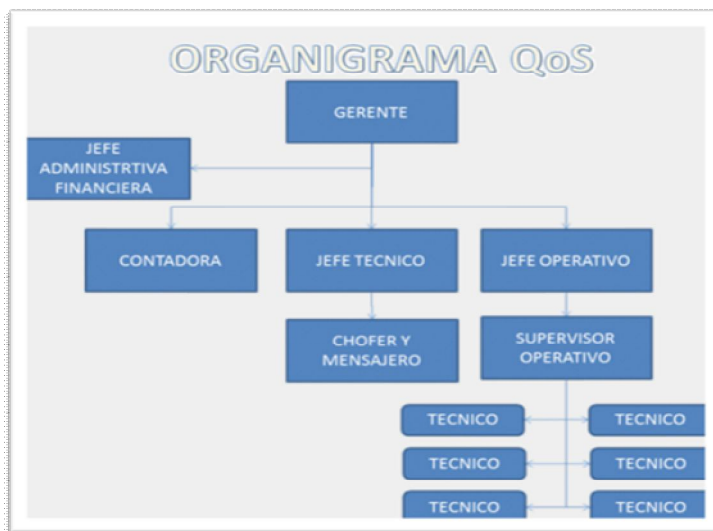 ORGANIGRAMA QoS
GERENTE
JEFE
ADMINISTRTIVA
FINANCIERA
CONTADORA
JEFE TECNICO
JEFE OPERATIVO
CHOFER Y
MENSAJERO
SUPERVISOR
OPERATIVO
TECNICO
TECNICO
TECNICO
TECNICO
TECNICO
TECNICO